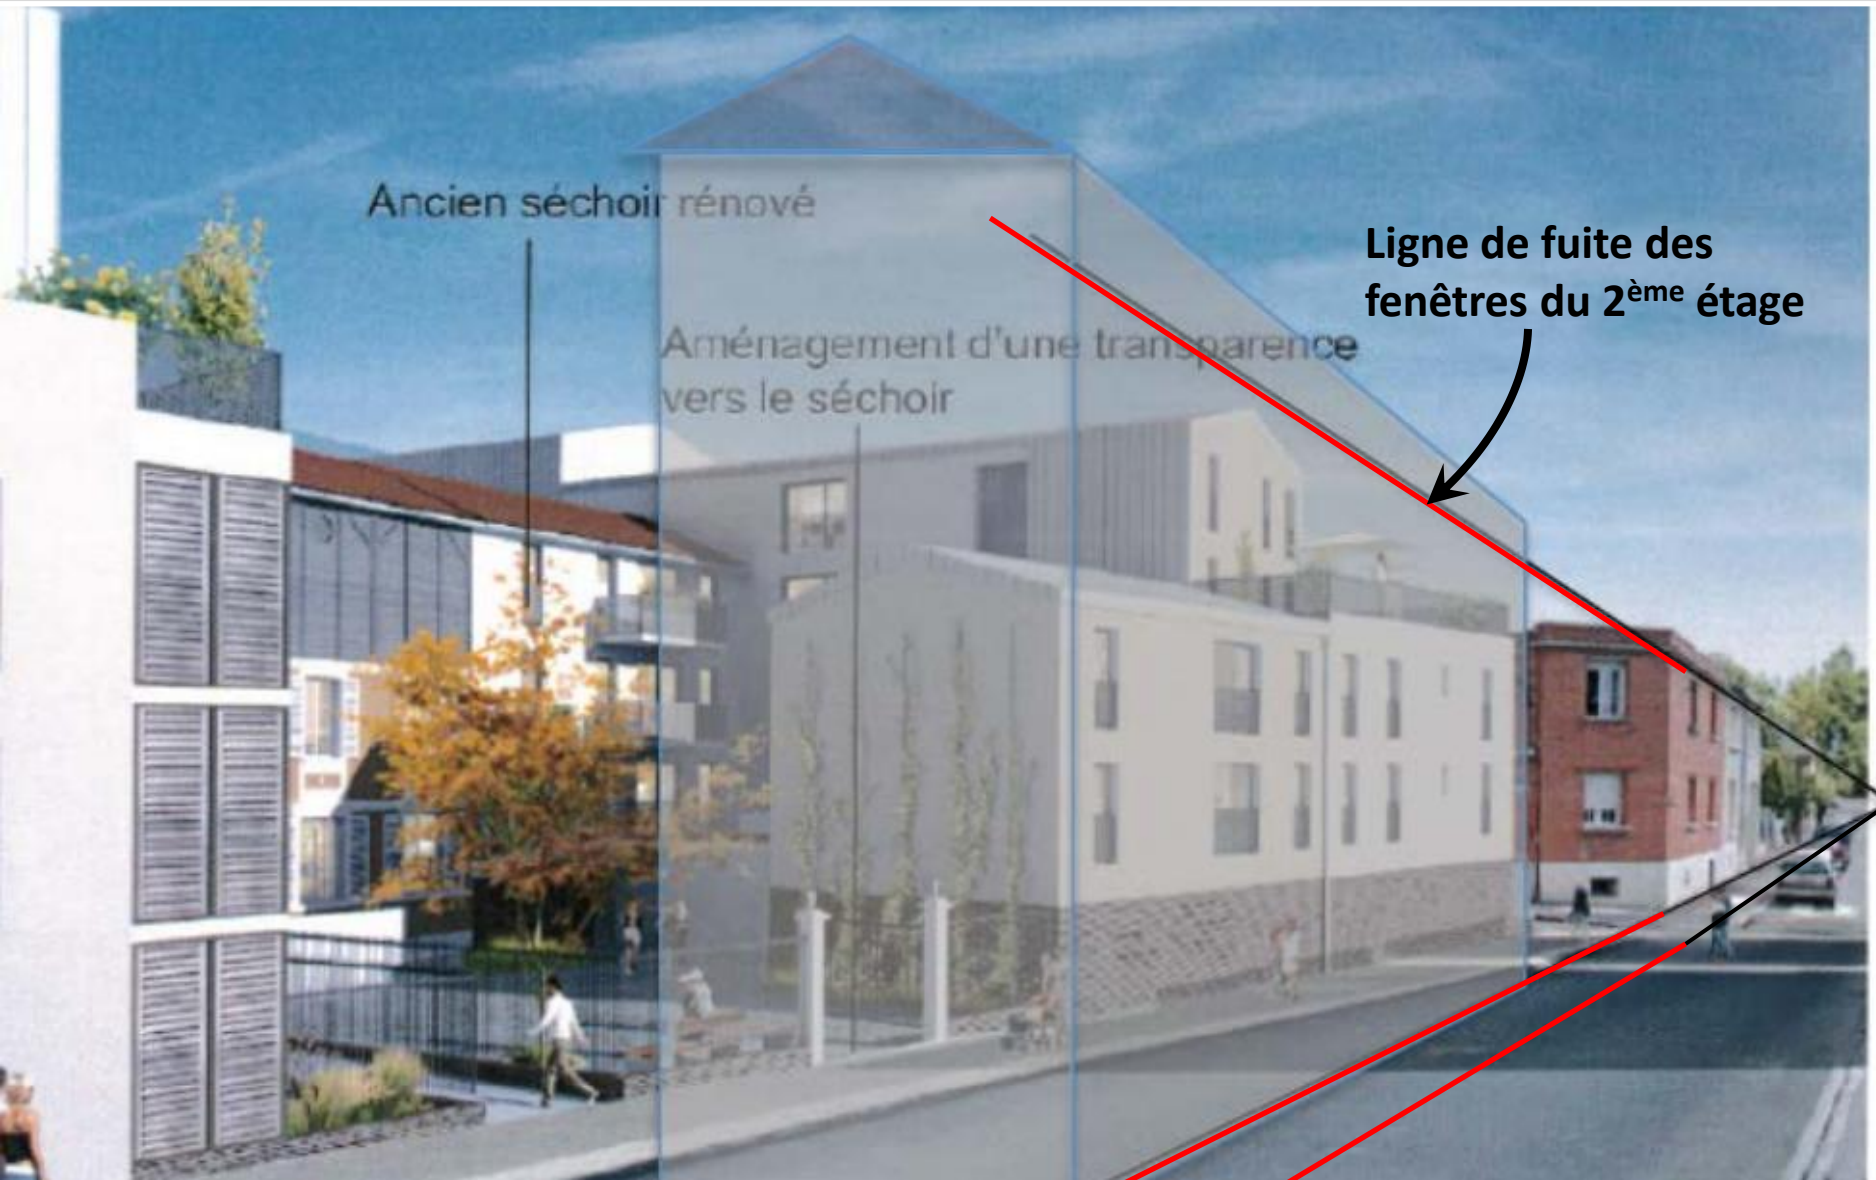 Ancien séchoir rénové
Ligne de fuite des
fenêtres du 2ème étage
Aménagement d'une transparence
vers le séchoir